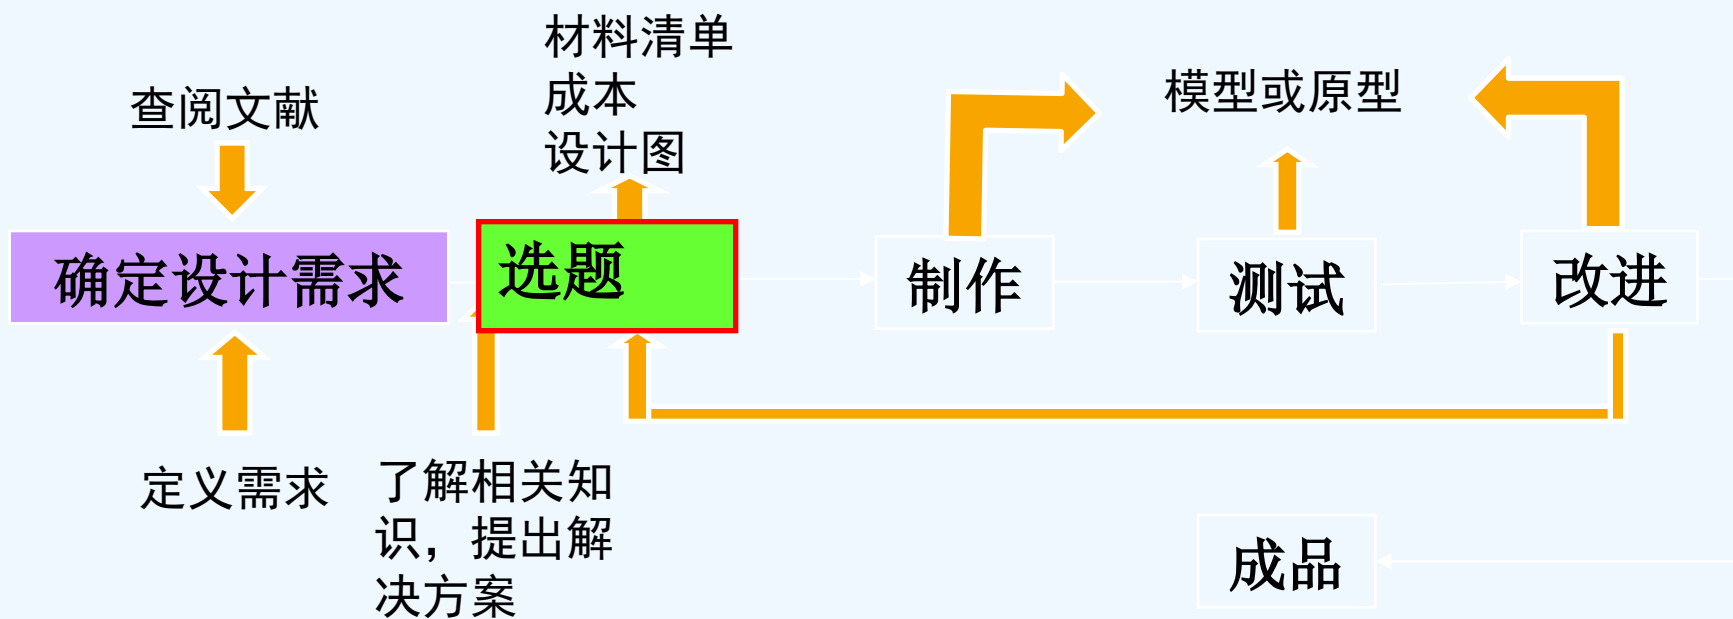 材料清单
成本
设计图
查阅文献
模型或原型
确定设计需求
选题
制作
测试
改进
定义需求
了解相关知
识，提出解
决方案
成品